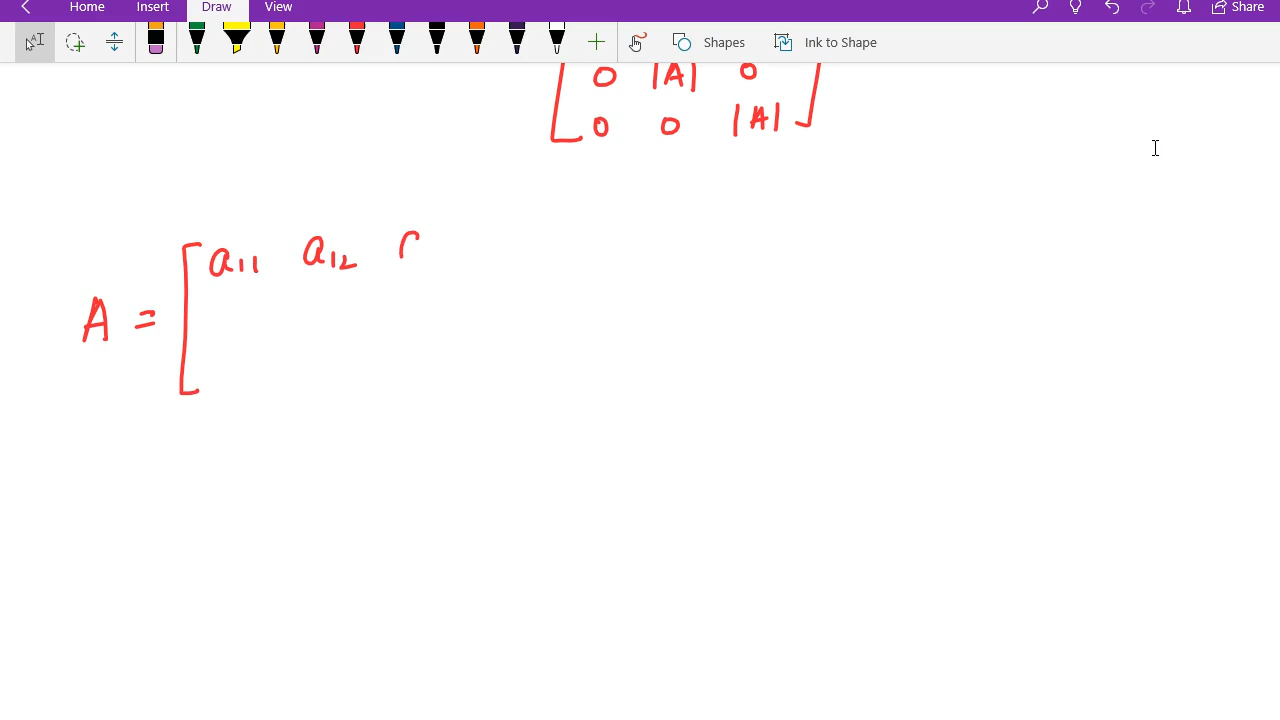 Home Insert Draw View Share
Shapes Ink to Shape
0 |A| 0
0 0 |A|
a₁₁ a₁₂
A =